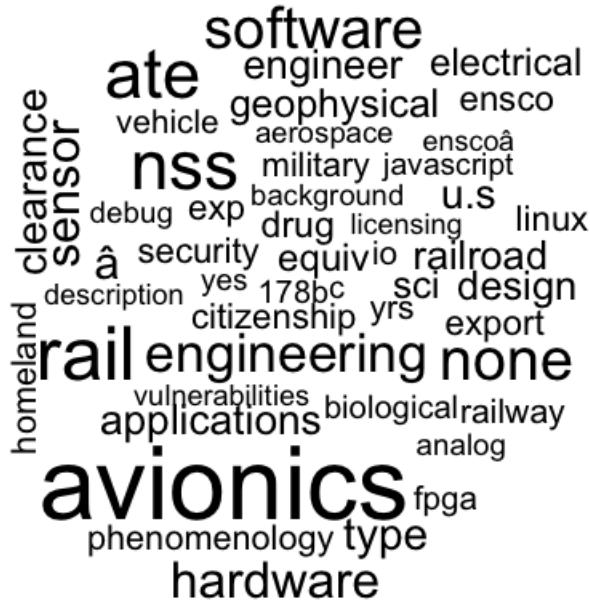 software
ate engineer electrical
geophysical ensco
vehicle aerospace enscoâ
clearance sensor nss military javascript
background u.s
debug exp drug licensing linux
â security equiv io railroad
description yes 178bc sci design
citizenship yrs export
homeland rail engineering none
vulnerabilities
applications biological railway
analog
avionics fpga
phenomenology type
hardware